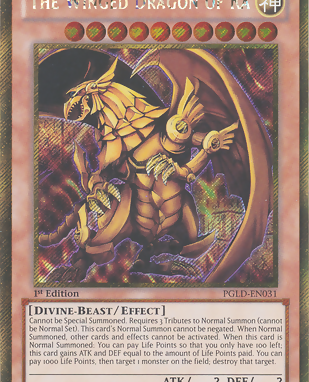 THE WINGED DRAGON OF RA 神
1st Edition PGLD-EN031
[DIVINE-BEAST/EFFECT]
Cannot be Special Summoned. Requires 3 Tributes to Normal Summon (cannot
be Normal Set). This card's Normal Summon cannot be negated. When Normal
Summoned, other cards and effects cannot be activated. When this card is
Normal Summoned: You can pay Life Points so that you only have 100 left;
this card gains ATK and DEF equal to the amount of Life Points paid. You can
pay 1000 Life Points, then target 1 monster on the field; destroy that target.
ATK/ ? DEF/ ?